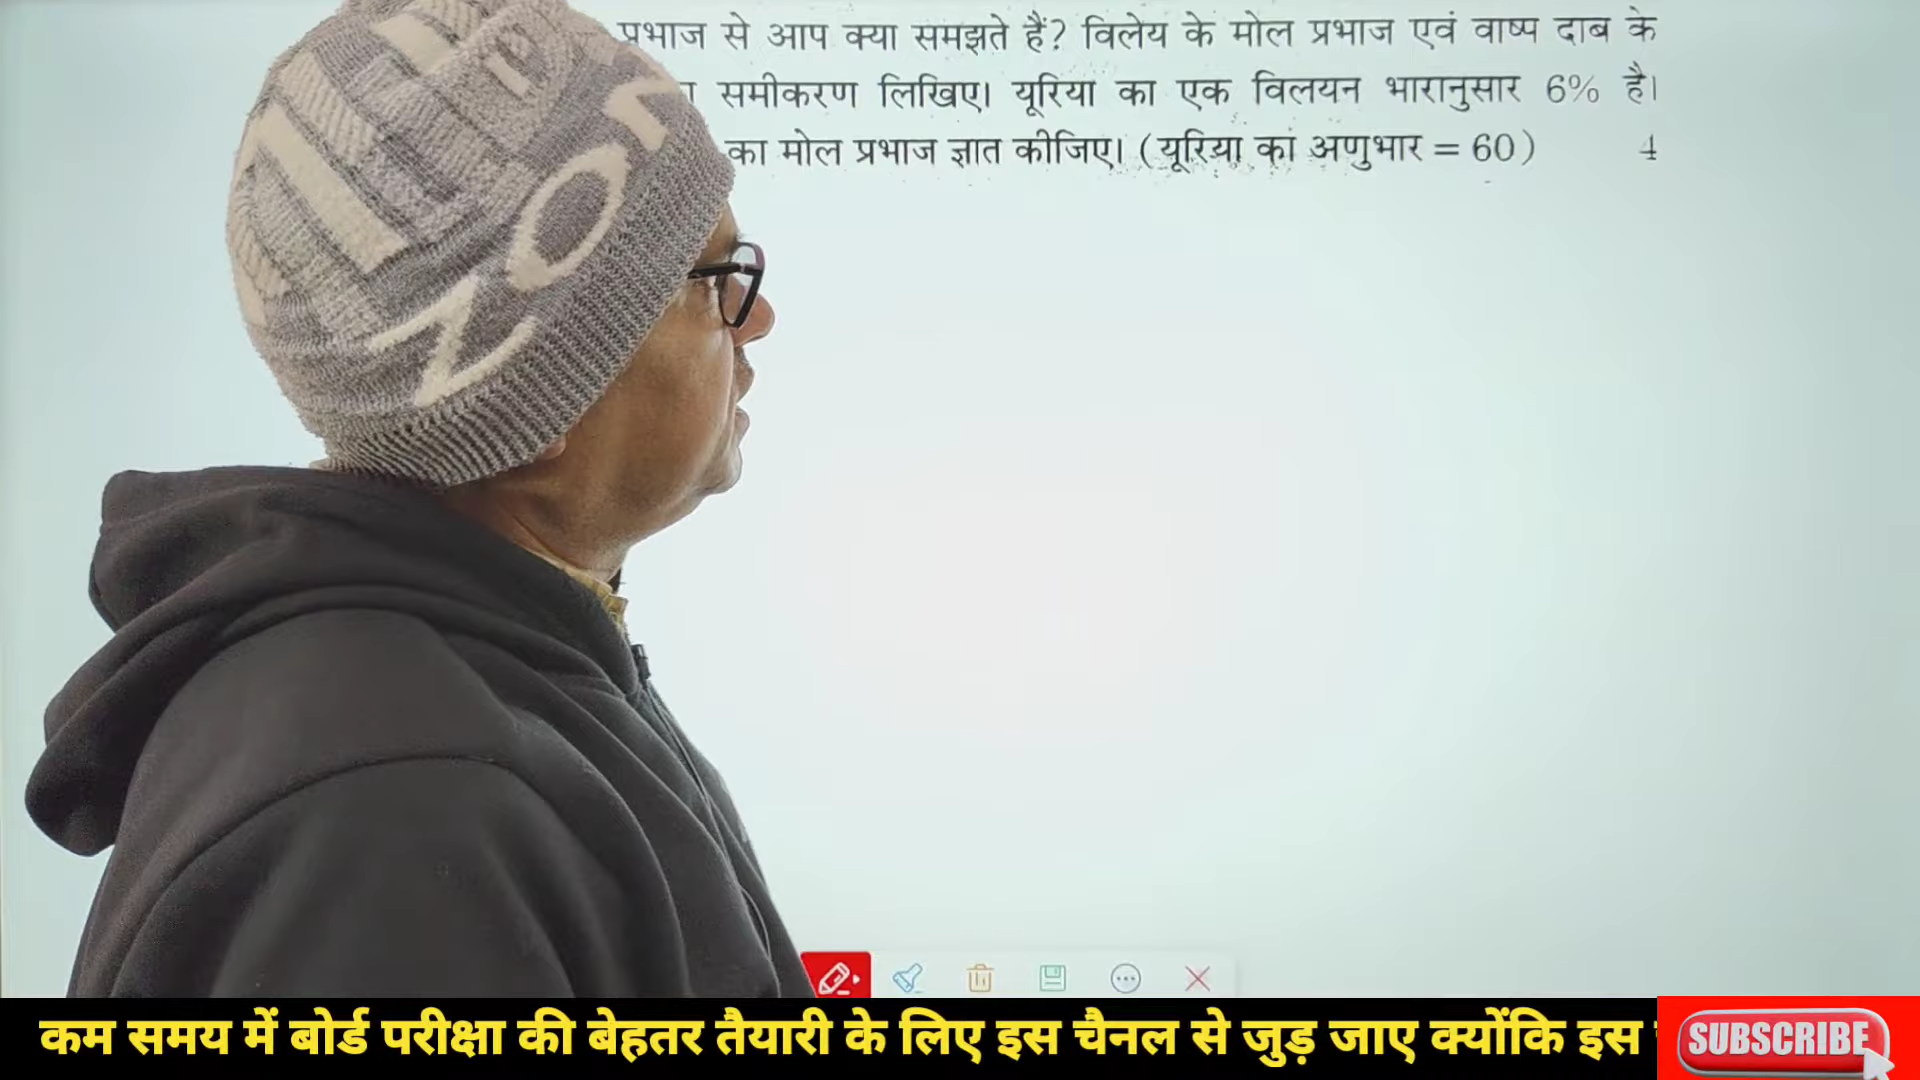 प्रभाज से आप क्या समझते हैं? विलेय के मोल प्रभाज एवं वाष्प दाब के
समीकरण लिखिए। यूरिया का एक विलयन भारानुसार 6% है।
का मोल प्रभाज ज्ञात कीजिए। (यूरिया का अणुभार = 60) 4
ZON
कम समय में बोर्ड परीक्षा की बेहतर तैयारी के लिए इस चैनल से जुड़ जाए क्योंकि इस
SUBSCRIBE